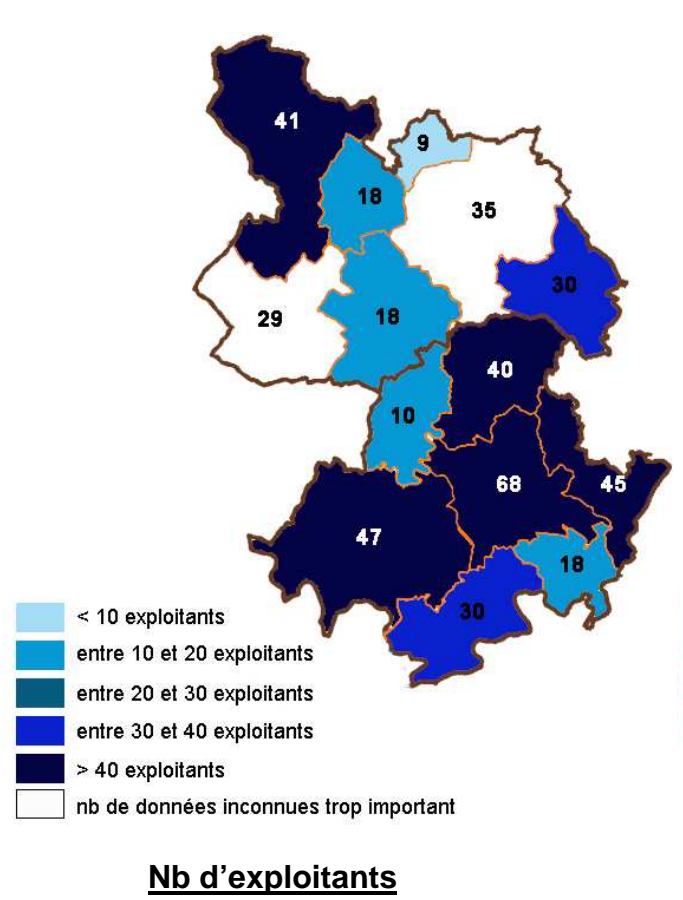 41
9
18
35
30
29
18
40
10
68
45
47
18
30
< 10 exploitants
entre 10 et 20 exploitants
entre 20 et 30 exploitants
entre 30 et 40 exploitants
> 40 exploitants
nb de données inconnues trop important
Nb d'exploitants